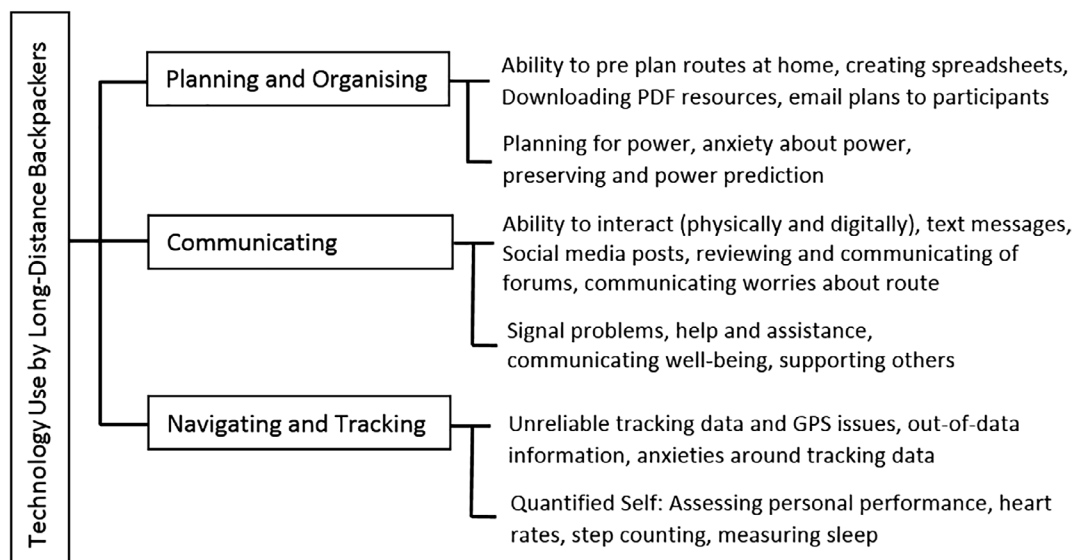 Technology Use by Long-Distance Backpackers
Planning and Organising
Ability to pre plan routes at home, creating spreadsheets,
Downloading PDF resources, email plans to participants
Planning for power, anxiety about power,
preserving and power prediction
Communicating
Ability to interact (physically and digitally), text messages,
Social media posts, reviewing and communicating of
forums, communicating worries about route
Signal problems, help and assistance,
communicating well-being, supporting others
Navigating and Tracking
Unreliable tracking data and GPS issues, out-of-data
information, anxieties around tracking data
Quantified Self: Assessing personal performance, heart
rates, step counting, measuring sleep